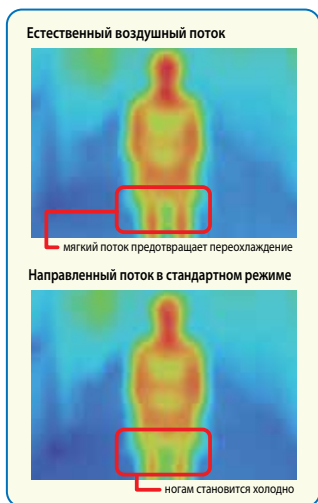 Естественный воздушный поток
мягкий поток предотвращает переохлаждение
Направленный поток в стандартном режиме
ногам становится холодно